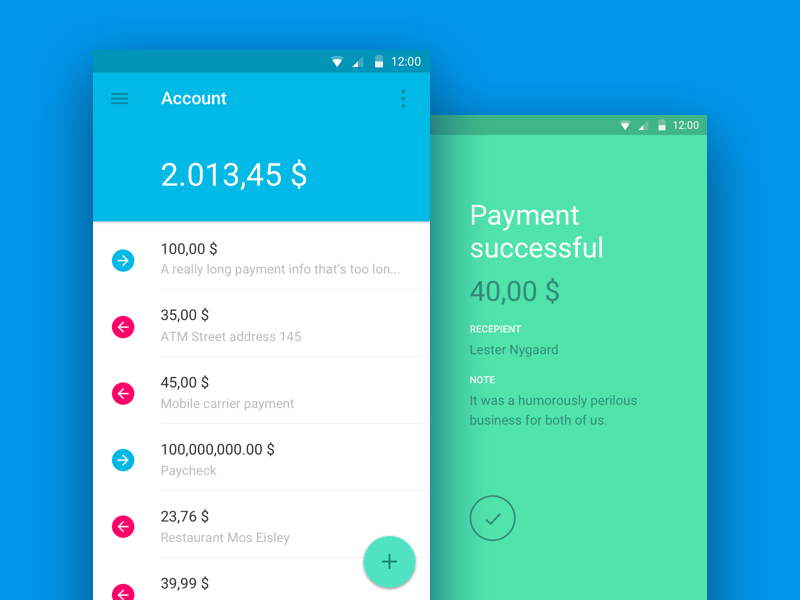 12:00
Account
2.013,45 $
100,00 $
A really long payment info that's too lon...
35,00 $
ATM Street address 145
45,00 $
Mobile carrier payment
100,000,000.00 $
Paycheck
23,76 $
Restaurant Mos Eisley
39,99 $
12:00
Payment
successful
40,00 $
RECEPIENT
Lester Nygaard
NOTE
It was a humorously perilous
business for both of us.